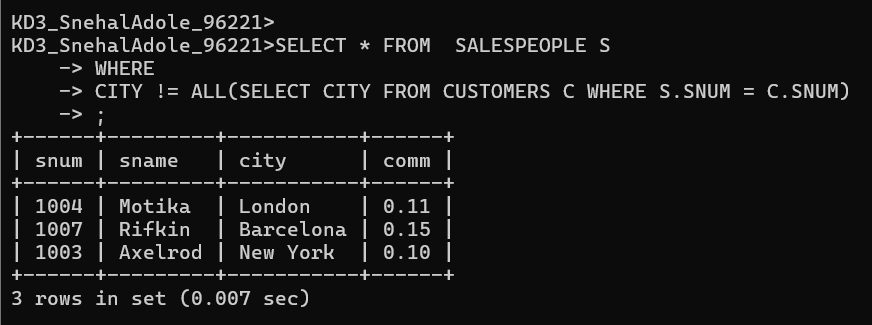 KD3_SnehalAdole_96221>
KD3_SnehalAdole_96221>SELECT * FROM  SALESPEOPLE S
    -> WHERE
    -> CITY != ALL(SELECT CITY FROM CUSTOMERS C WHERE S.SNUM = C.SNUM)
    -> ;
+------+---------+-----------+------+
| snum | sname   | city      | comm |
+------+---------+-----------+------+
| 1004 | Motika  | London    | 0.11 |
| 1007 | Rifkin  | Barcelona | 0.15 |
| 1003 | Axelrod | New York  | 0.10 |
+------+---------+-----------+------+
3 rows in set (0.007 sec)